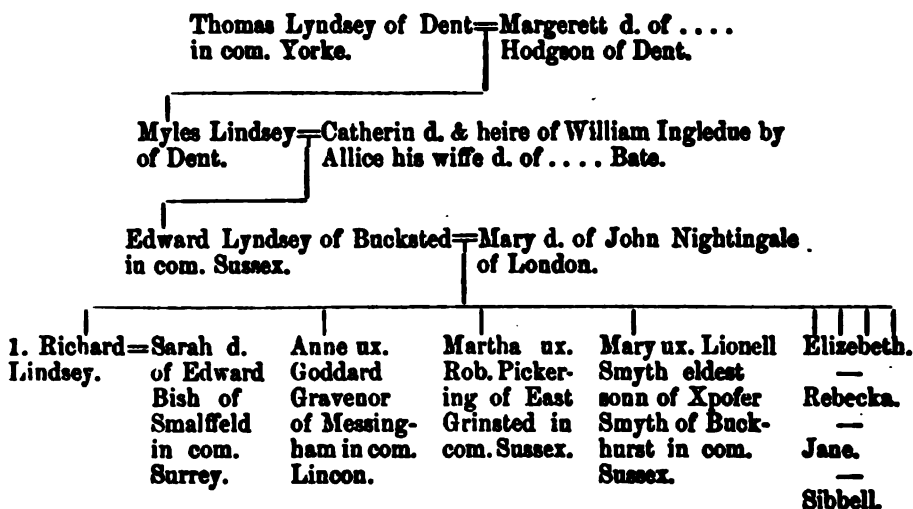 Thomas Lyndsey of Dent=Margerett d. of ....
in com. Yorke. Hodgson of Dent.
Myles Lindsey=Catherin d. & heire of William Ingledue by
of Dent. Allice his wiffe d. of .... Bate.
Edward Lyndsey of Bucksted=Mary d. of John Nightingale
in com. Sussex. of London.
1. Richard=
Lindsey.
Sarah d.
of Edward
Bish of
Smalffeld
in com.
Surrey.
Anne ux.
Goddard
Gravenor
of Messing-
ham in com.
Lincon.
Martha ux.
Rob. Picker-
ing of East
Grinsted in
com. Sussex.
Mary ux. Lionell
Smyth eldest
sonn of Xpofer
Smyth of Buck-
hurst in com.
Sussex.
Elizebeth.
—
Rebecka.
—
Jane.
—
Sibbell.